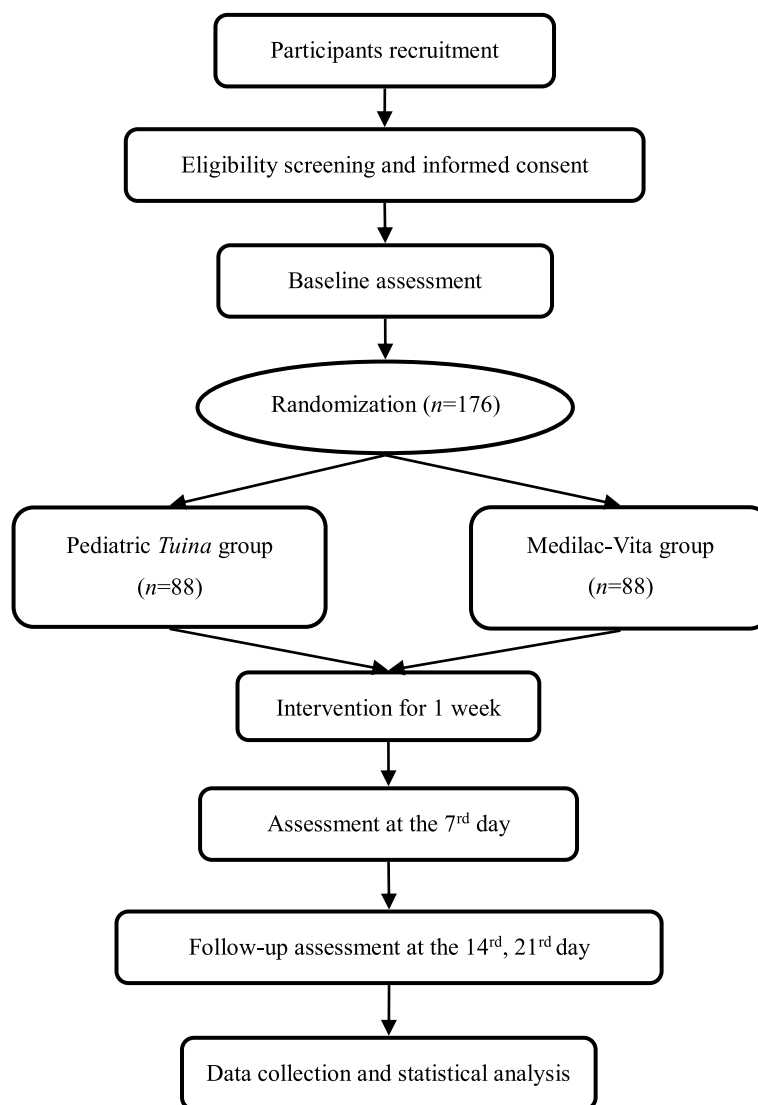 Participants recruitment
Eligibility screening and informed consent
Baseline assessment
Randomization (n=176)
Pediatric Tuina group
(n=88)
Medilac-Vita group
(n=88)
Intervention for 1 week
Assessment at the 7rd day
Follow-up assessment at the 14rd, 21rd day
Data collection and statistical analysis